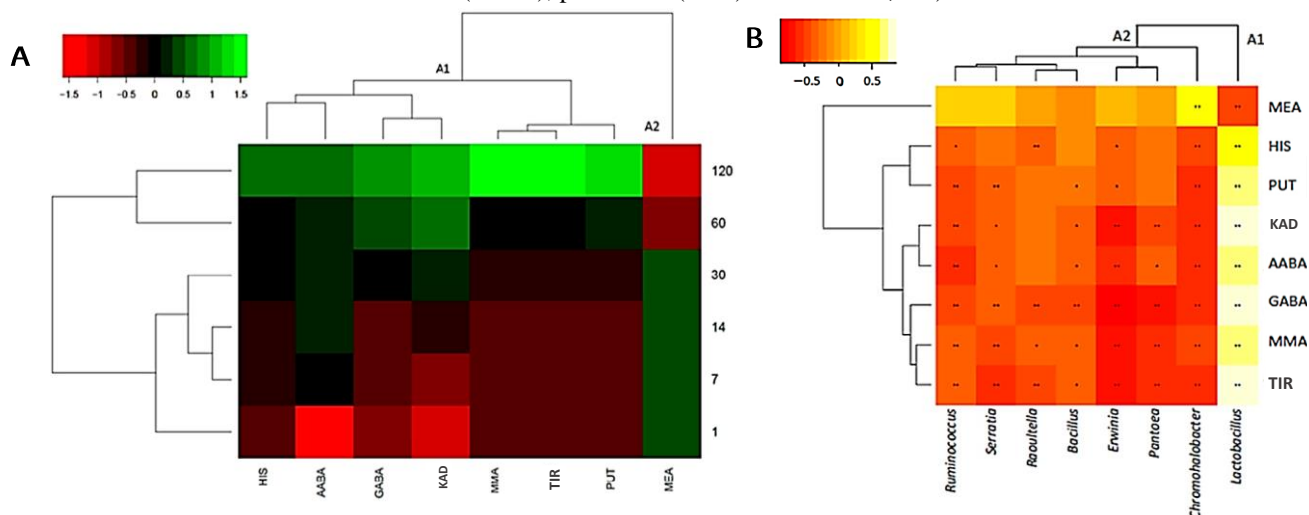 A
-1.5 -1 -0.5 0 0.5 1 1.5
A1
A2
120
60
30
14
7
1
HIS AABA GABA KAD MMA TIR PUT MEA
B
-0.5 0 0.5
A2
A1
MEA
HIS
PUT
KAD
AABA
GABA
MMA
TIR
Ruminococcus Serratia Raoultella Bacillus Erwinia Pantaea Chromohalobacter Lactobacillus